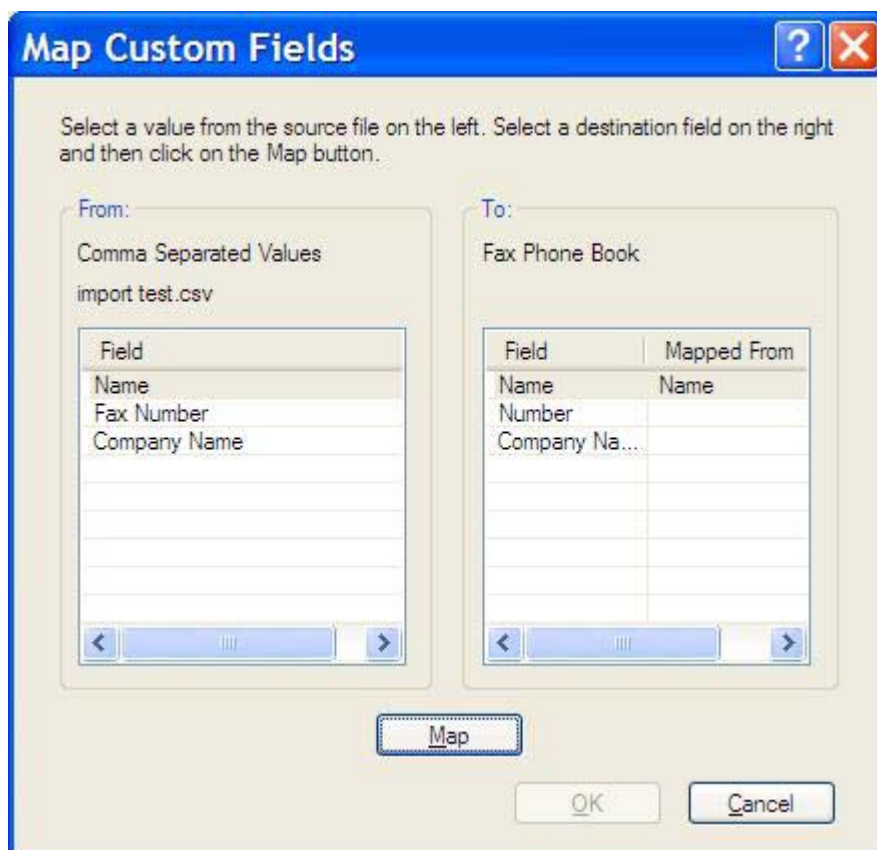 Map Custom Fields
Select a value from the source file on the left. Select a destination field on the right
and then click on the Map button.
From:
Comma Separated Values
import test.csv
Field
Name
Fax Number
Company Name
To:
Fax Phone Book
Field Mapped From
Name Name
Number
Company Na...
Map
OK Cancel